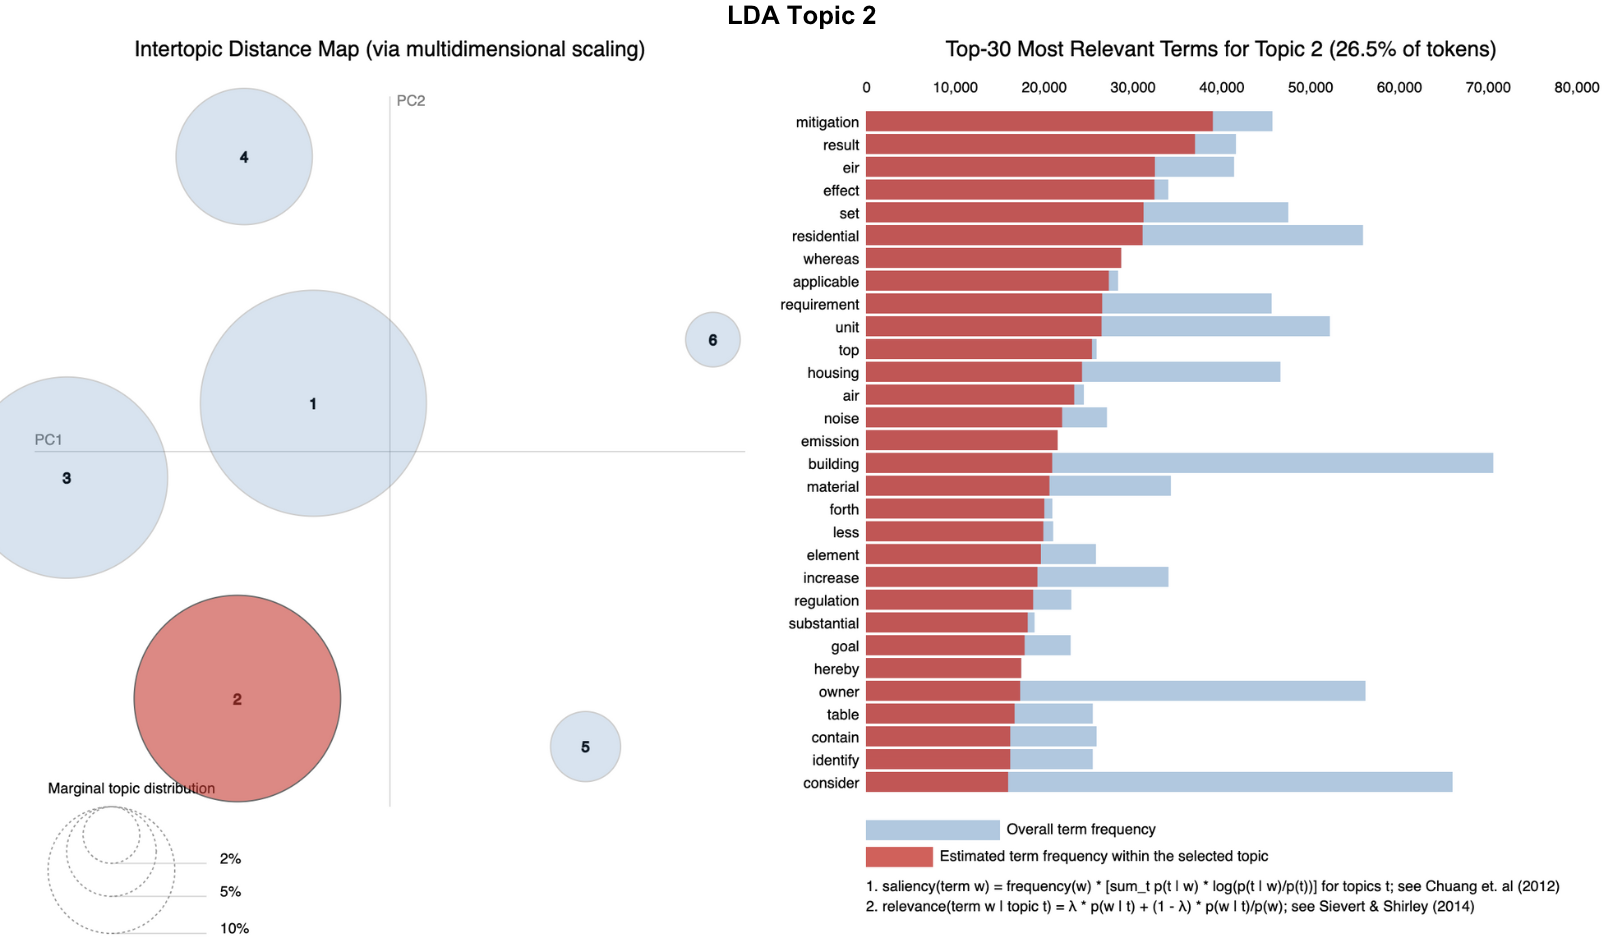 LDA Topic 2
Intertopic Distance Map (via multidimensional scaling)
PC2
4
6
1
PC1
3
2
5
Marginal topic distribution
2%
5%
10%
Top-30 Most Relevant Terms for Topic 2 (26.5% of tokens)
0 10,000 20,000 30,000 40,000 50,000 60,000 70,000 80,000
mitigation
result
eir
effect
set
residential
whereas
applicable
requirement
unit
top
housing
air
noise
emission
building
material
forth
less
element
increase
regulation
substantial
goal
hereby
owner
table
contain
identify
consider
Overall term frequency
Estimated term frequency within the selected topic
1. saliency(term w) = frequency(w) * [sum_t p(t | w) * log(p(t | w)/p(t))] for topics t; see Chuang et. al (2012)
2. relevance(term w | topic t) = λ * p(w | t) + (1 - λ) * p(w | t)/p(w); see Sievert & Shirley (2014)